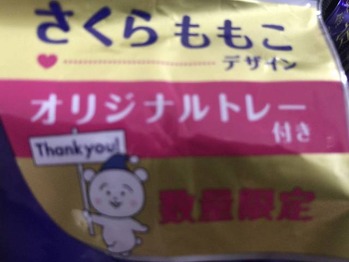 さくらももこ
デザイン
オリジナルトレー
付き
Thank you!
数量限定